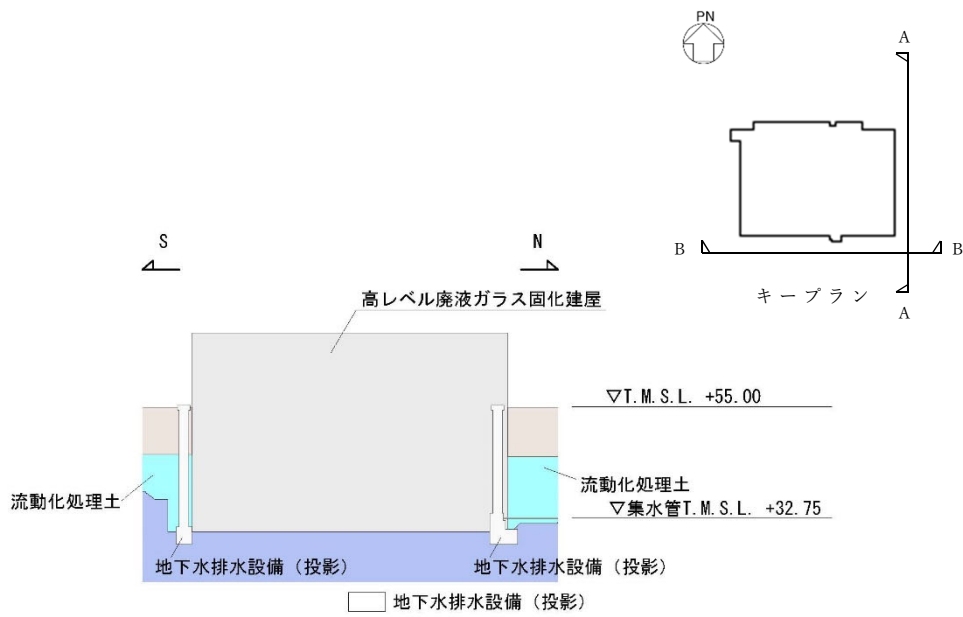 PN
A
B
B
キープラン
A
S
N
高レベル廃液ガラス固化建屋
▽T.M.S.L. +55.00
流動化処理土
流動化処理土
▽集水管T.M.S.L. +32.75
地下水排水設備（投影）
地下水排水設備（投影）
地下水排水設備（投影）